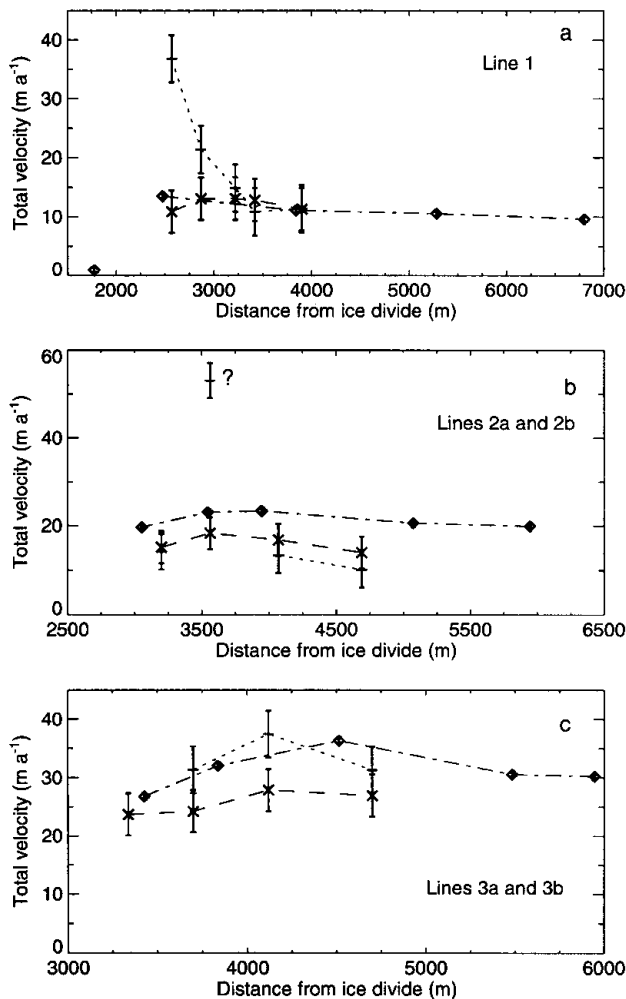 40
30
20
10
0
Total velocity (m a-1)
a
Line 1
2000 3000 4000 5000 6000 7000
Distance from ice divide (m)
60
40
20
0
Total velocity (m a-1)
?
b
Lines 2a and 2b
2500 3500 4500 5500 6500
Distance from ice divide (m)
40
30
20
10
0
Total velocity (m a-1)
c
Lines 3a and 3b
3000 4000 5000 6000
Distance from ice divide (m)